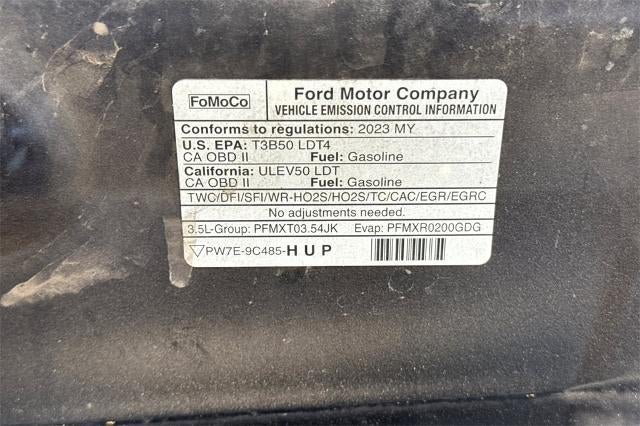 FoMoCo
Ford Motor Company
VEHICLE EMISSION CONTROL INFORMATION
Conforms to regulations: 2023 MY
U.S. EPA: T3B50 LDT4
CA OBD II Fuel: Gasoline
California: ULEV50 LDT
CA OBD II Fuel: Gasoline
TWC/DFI/SFI/WR-HO2S/HO2S/TC/CAC/EGR/EGRC
No adjustments needed.
3.5L-Group: PFMXT03.54JK Evap: PFMXR0200GDG
PW7E-9C485-HUP